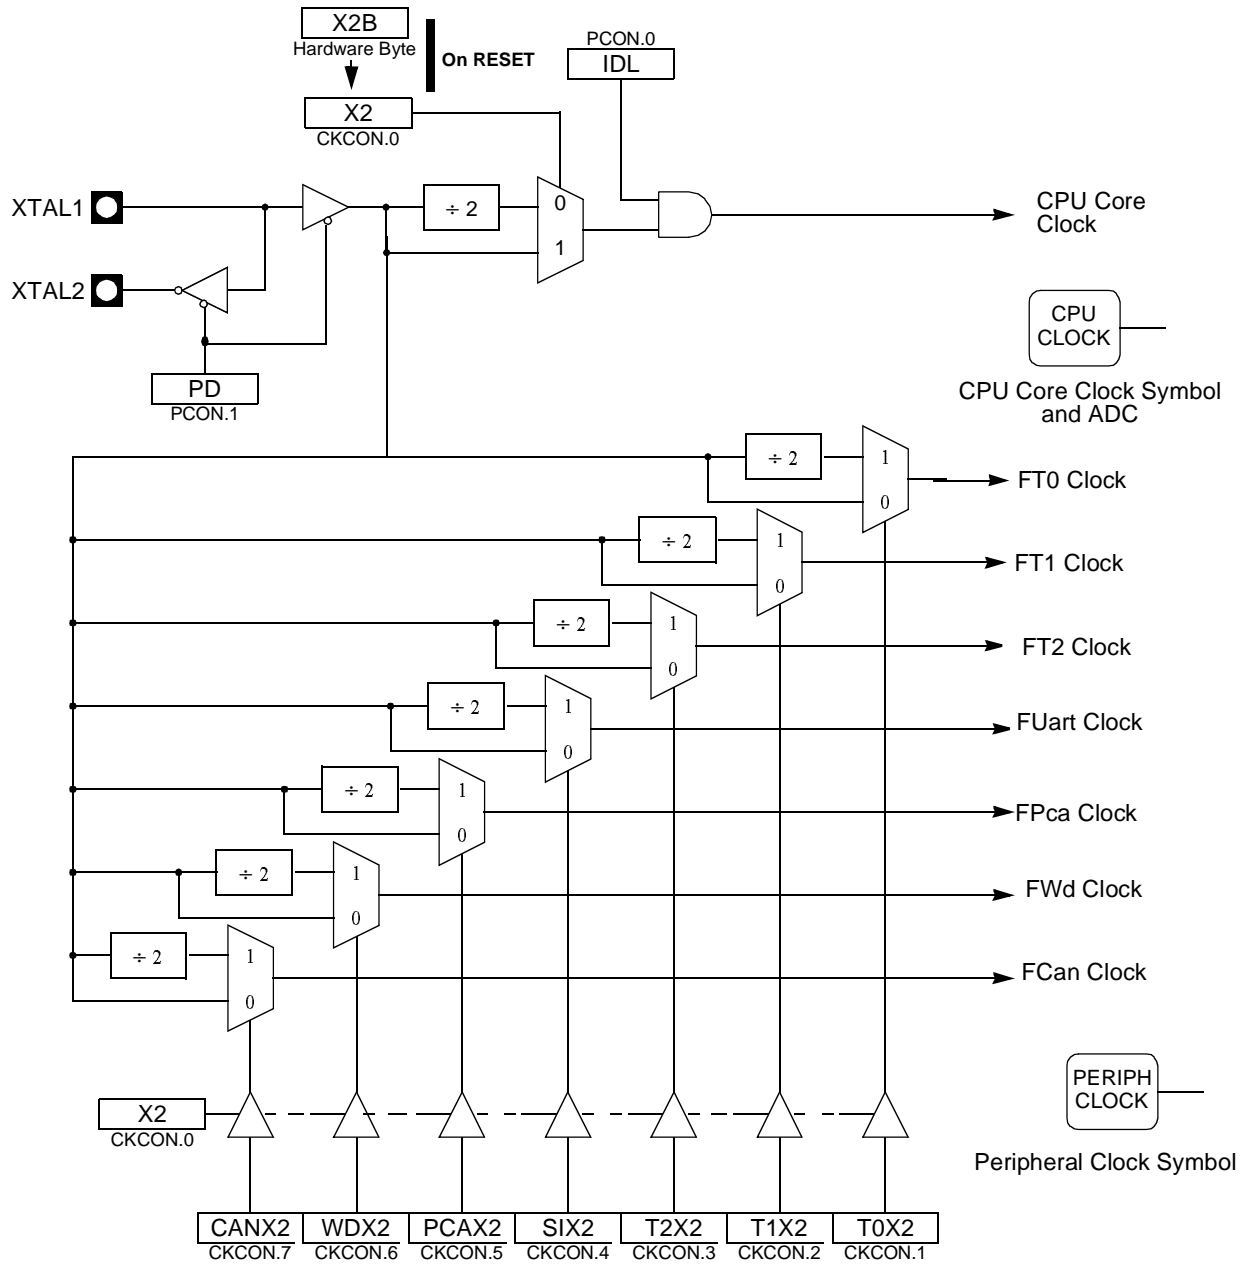 X2B
Hardware Byte
On RESET
PCON.0
IDL
X2
CKCON.0
XTAL1
÷ 2
0
1
CPU Core
Clock
XTAL2
PD
PCON.1
CPU
CLOCK
CPU Core Clock Symbol
and ADC
÷ 2
1
0
FT0 Clock
÷ 2
1
0
FT1 Clock
÷ 2
1
0
FT2 Clock
÷ 2
1
0
FUart Clock
÷ 2
1
0
FPca Clock
÷ 2
1
0
FWd Clock
÷ 2
1
0
FCan Clock
X2
CKCON.0
PERIPH
CLOCK
Peripheral Clock Symbol
CANX2
CKCON.7
WDX2
CKCON.6
PCAX2
CKCON.5
SIX2
CKCON.4
T2X2
CKCON.3
T1X2
CKCON.2
T0X2
CKCON.1